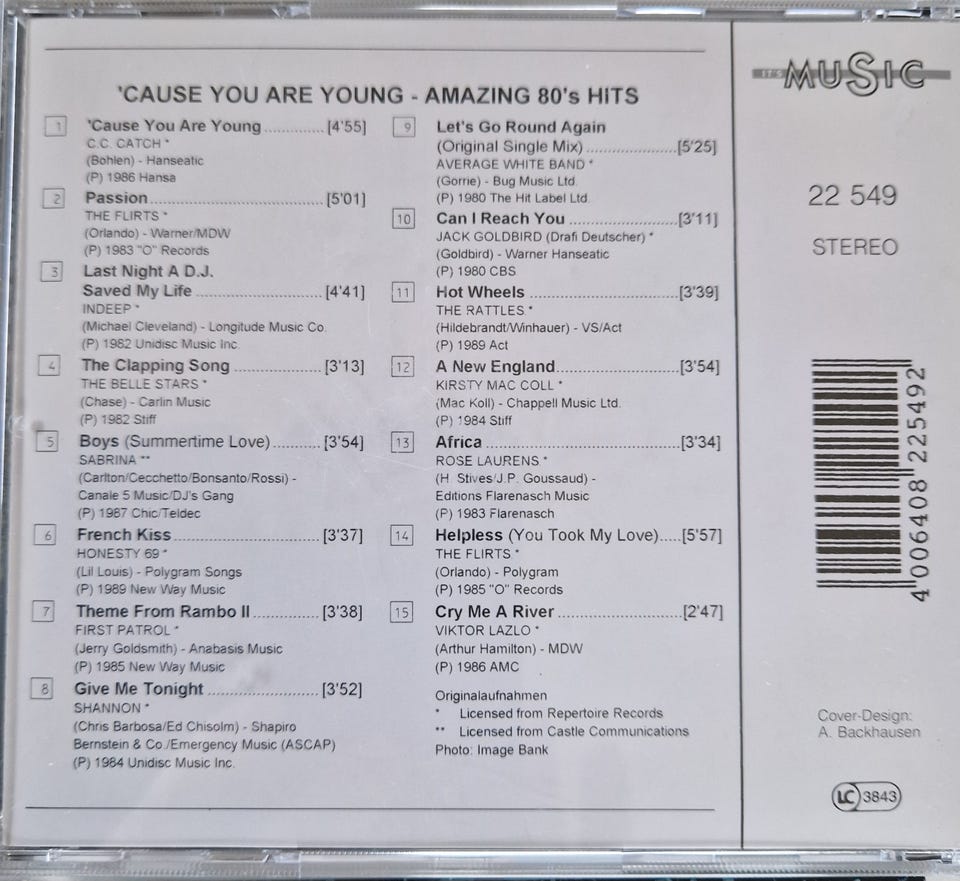 'CAUSE YOU ARE YOUNG - AMAZING 80's HITS
1 'Cause You Are Young.............. [4'55]
C.C. CATCH *
(Bohlen) - Hanseatic
(P) 1986 Hansa
2 Passion........................................ [5'01]
THE FLIRTS *
(Orlando) - Warner/MDW
(P) 1983 "O" Records
3 Last Night A D.J.
Saved My Life .............................. [4'41]
INDEEP *
(Michael Cleveland) - Longitude Music Co.
(P) 1982 Unidisc Music Inc.
4 The Clapping Song .................... [3'13]
THE BELLE STARS *
(Chase) - Carlin Music
(P) 1982 Stiff
5 Boys (Summertime Love) .......... [3'54]
SABRINA **
(Carlton/Cecchetto/Bonsanto/Rossi) -
Canale 5 Music/DJ's Gang
(P) 1987 Chic/Teldec
6 French Kiss.................................. [3'37]
HONESTY 69 *
(Lil Louis) - Polygram Songs
(P) 1989 New Way Music
7 Theme From Rambo II ............... [3'38]
FIRST PATROL *
(Jerry Goldsmith) - Anabasis Music
(P) 1985 New Way Music
8 Give Me Tonight ......................... [3'52]
SHANNON *
(Chris Barbosa/Ed Chisolm) - Shapiro
Bernstein & Co./Emergency Music (ASCAP)
(P) 1984 Unidisc Music Inc.
9 Let's Go Round Again
(Original Single Mix) .....................[5'25]
AVERAGE WHITE BAND *
(Gorrie) - Bug Music Ltd.
(P) 1980 The Hit Label Ltd.
10 Can I Reach You .........................[3'11]
JACK GOLDBIRD (Drafi Deutscher) *
(Goldbird) - Warner Hanseatic
(P) 1980 CBS
11 Hot Wheels ..................................[3'39]
THE RATTLES *
(Hildebrandt/Winhauer) - VS/Act
(P) 1989 Act
12 A New England............................[3'54]
KIRSTY MAC COLL *
(Mac Koll) - Chappell Music Ltd.
(P) 1984 Stiff
13 Africa............................................[3'34]
ROSE LAURENS *
(H. Stives/J.P. Goussaud) -
Editions Flarenasch Music
(P) 1983 Flarenasch
14 Helpless (You Took My Love).....[5'57]
THE FLIRTS *
(Orlando) - Polygram
(P) 1985 "O" Records
15 Cry Me A River ............................[2'47]
VIKTOR LAZLO *
(Arthur Hamilton) - MDW
(P) 1986 AMC
Originalaufnahmen
* Licensed from Repertoire Records
** Licensed from Castle Communications
Photo: Image Bank
IT'S MUSIC
22 549
STEREO
4 006408 225492
Cover-Design:
A. Backhausen
LC 3843